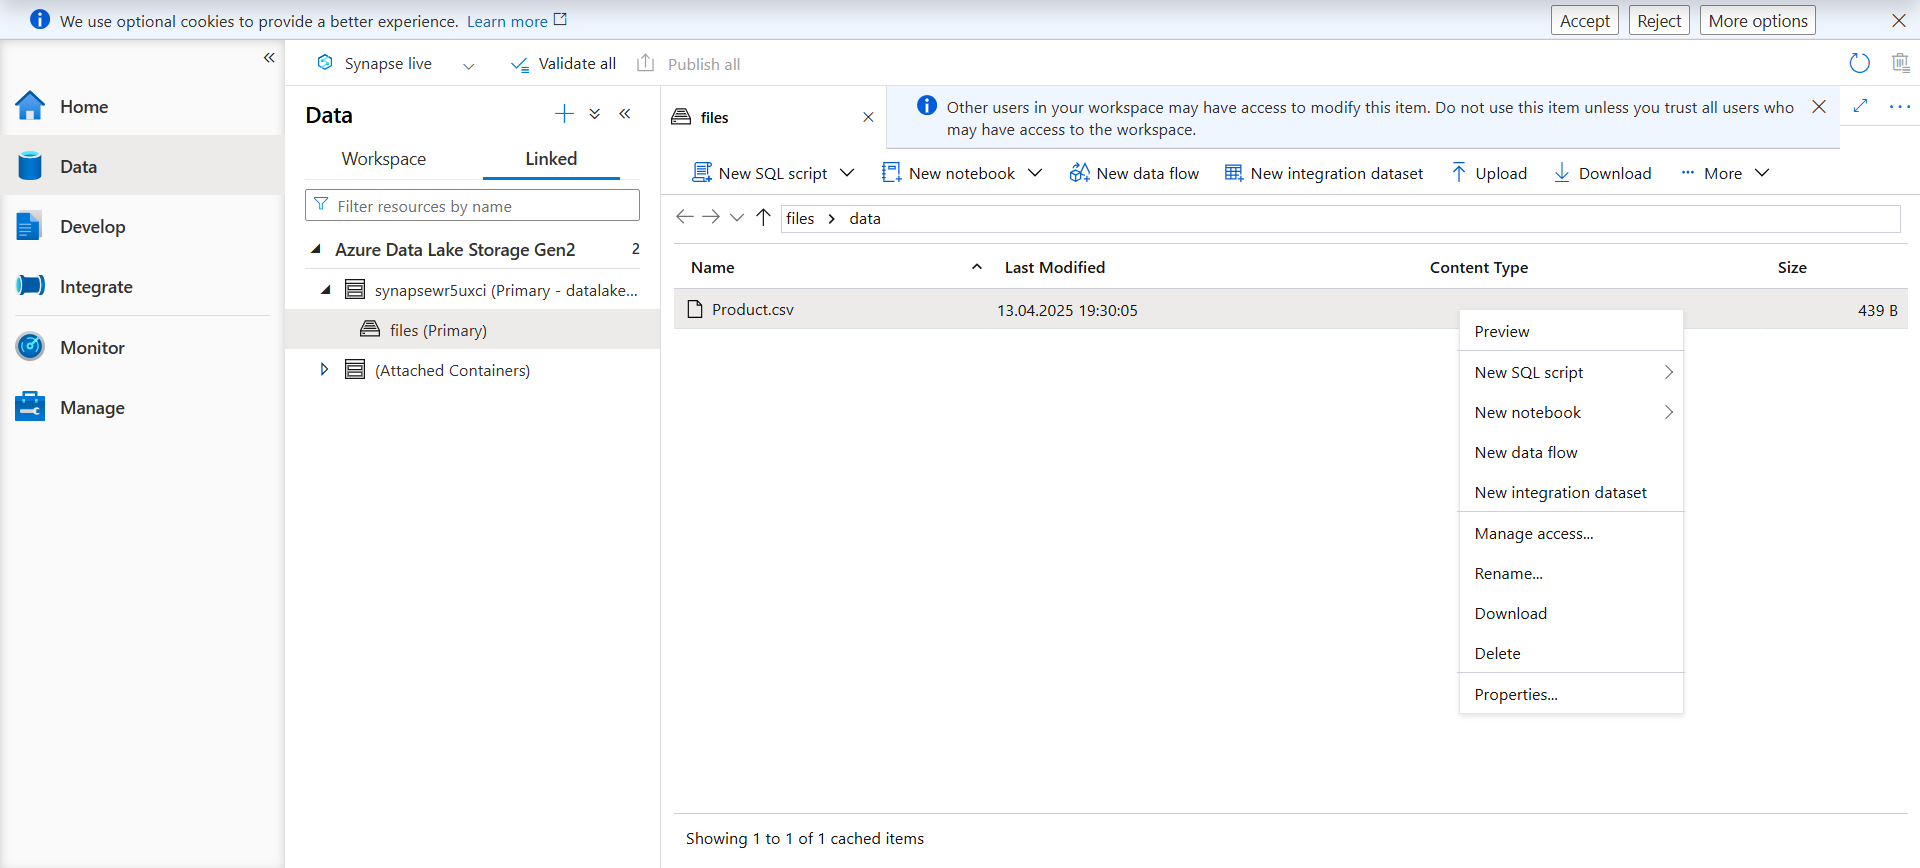 We use optional cookies to provide a better experience. Learn more
Accept
Reject
More options
Synapse live
Validate all
Publish all
Home
Data
Develop
Integrate
Monitor
Manage
Data
Workspace
Linked
Filter resources by name
Azure Data Lake Storage Gen2 2
synapsewr5uxci (Primary - datalake...
files (Primary)
(Attached Containers)
files
Other users in your workspace may have access to modify this item. Do not use this item unless you trust all users who
may have access to the workspace.
New SQL script
New notebook
New data flow
New integration dataset
Upload
Download
More
files > data
Name
Last Modified
Content Type
Size
Product.csv
13.04.2025 19:30:05
439 B
Preview
New SQL script
New notebook
New data flow
New integration dataset
Manage access...
Rename...
Download
Delete
Properties...
Showing 1 to 1 of 1 cached items